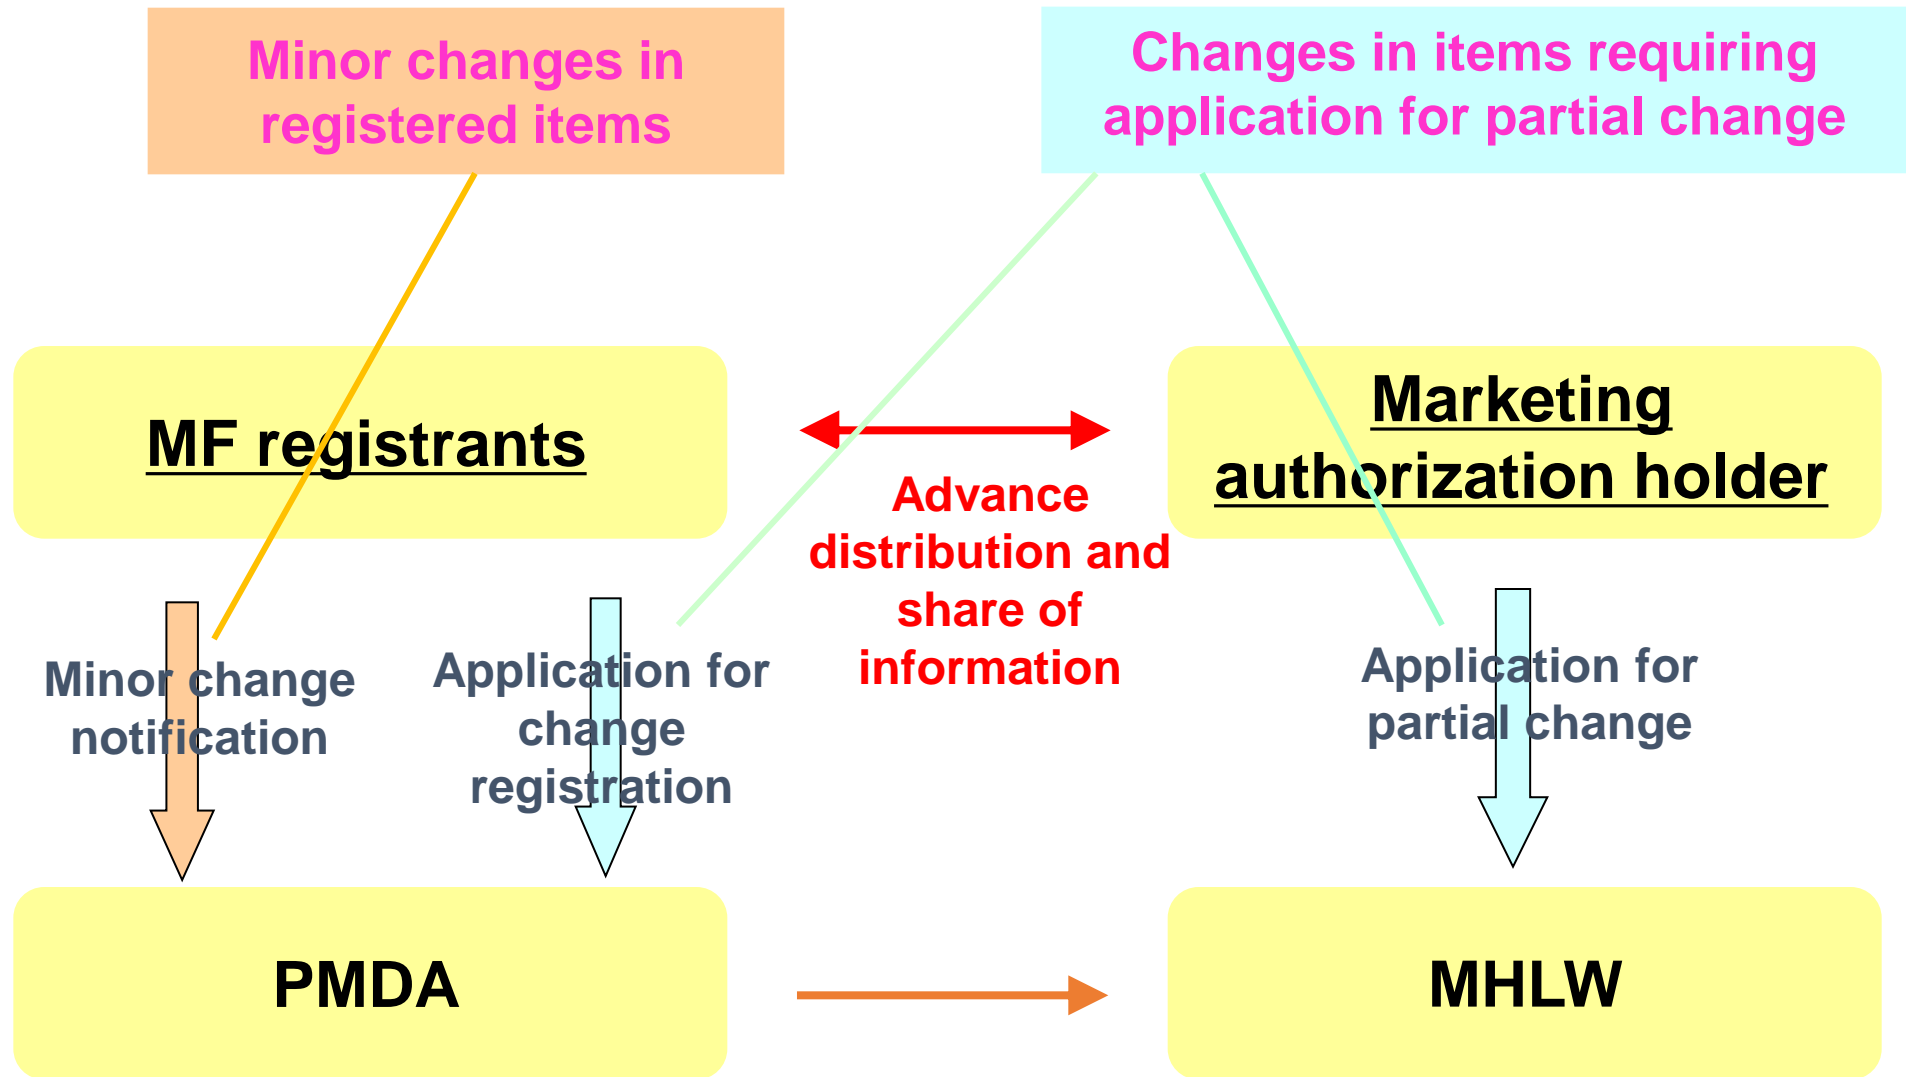 Minor changes in
registered items
Changes in items requiring
application for partial change
MF registrants
Marketing
authorization holder
Advance
distribution and
share of
information
Minor change
notification
Application for
change
registration
Application for
partial change
PMDA
MHLW